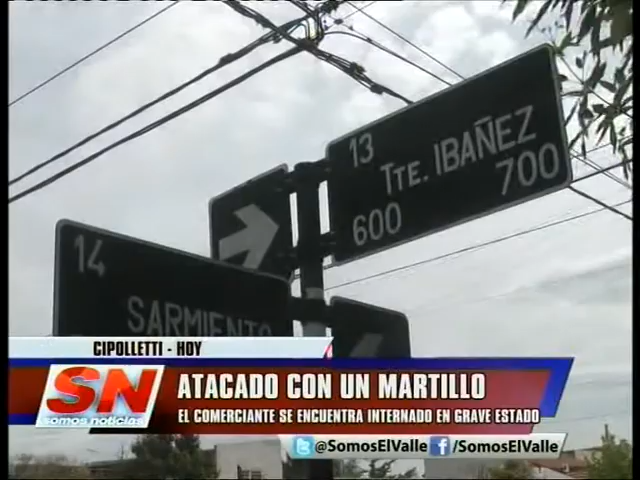 13
Tte. IBAÑEZ
600 700
14
SARMIENTO
CIPOLLETTI - HOY
SN
somos noticias
ATACADO CON UN MARTILLO
EL COMERCIANTE SE ENCUENTRA INTERNADO EN GRAVE ESTADO
@SomosElValle /SomosElValle